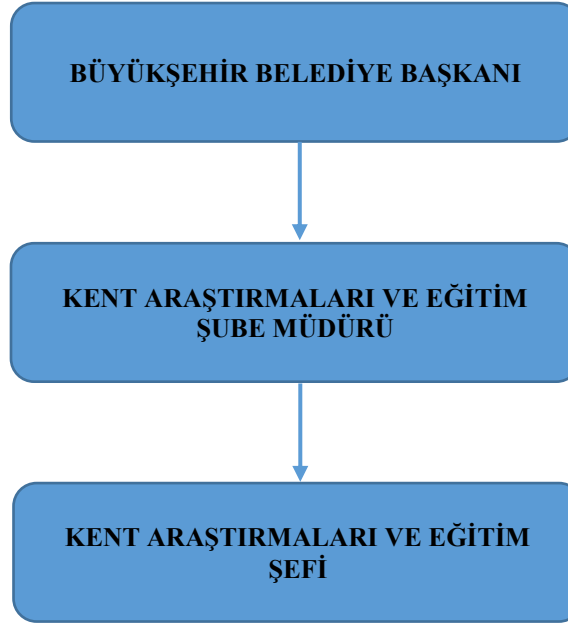 BÜYÜKŞEHİR BELEDİYE BAŞKANI
KENT ARAŞTIRMALARI VE EĞİTİM
ŞUBE MÜDÜRÜ
KENT ARAŞTIRMALARI VE EĞİTİM
ŞEFİ